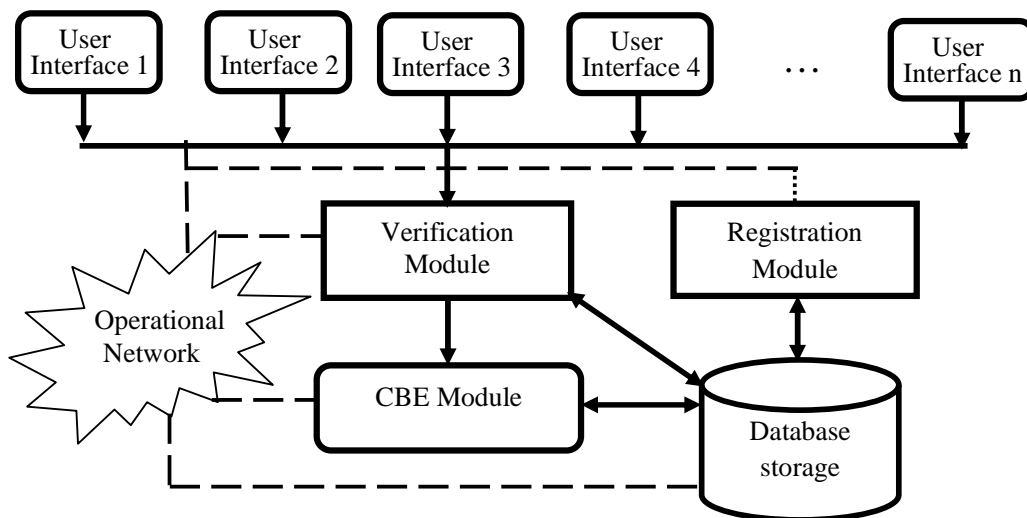 User
Interface 1
User
Interface 2
User
Interface 3
User
Interface 4
…
User
Interface n
Verification
Module
Registration
Module
Operational
Network
CBE Module
Database
storage